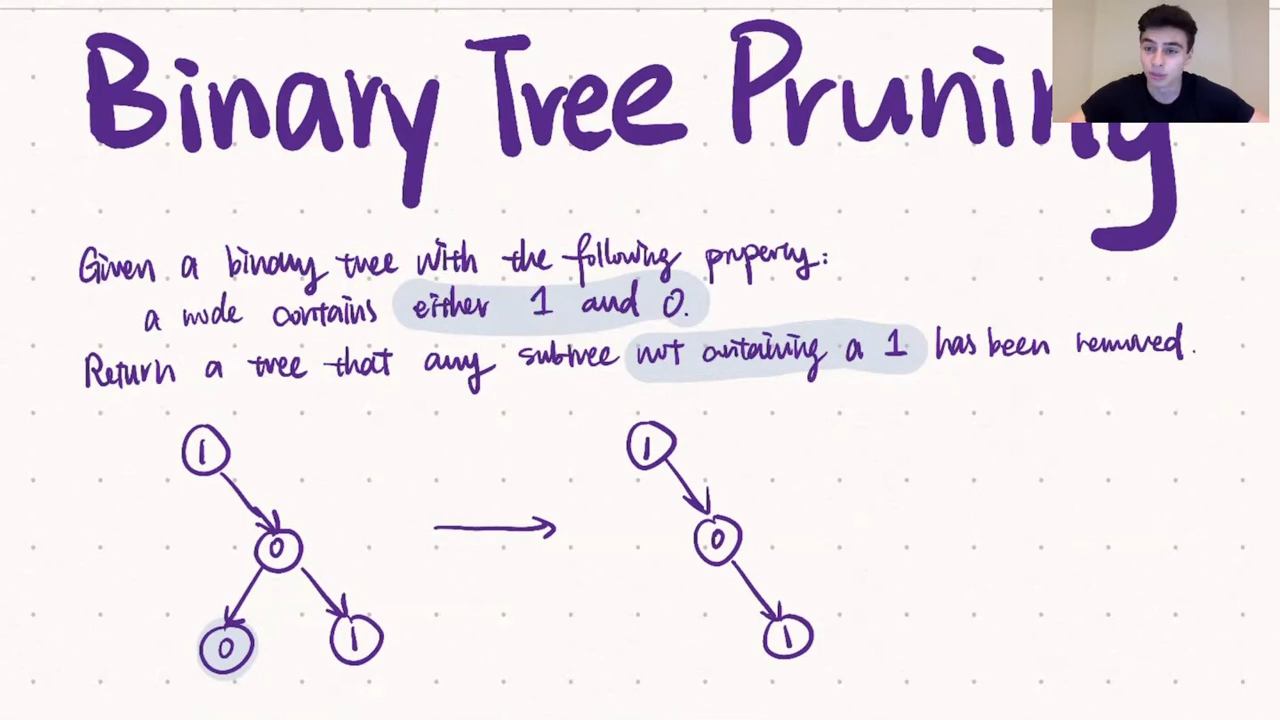 Binary Tree Pruning
Given a binary tree with the following property:
a node contains either 1 and 0.
Return a tree that any subtree not containing a 1 has been removed.
1 1
0 0
0 1 1